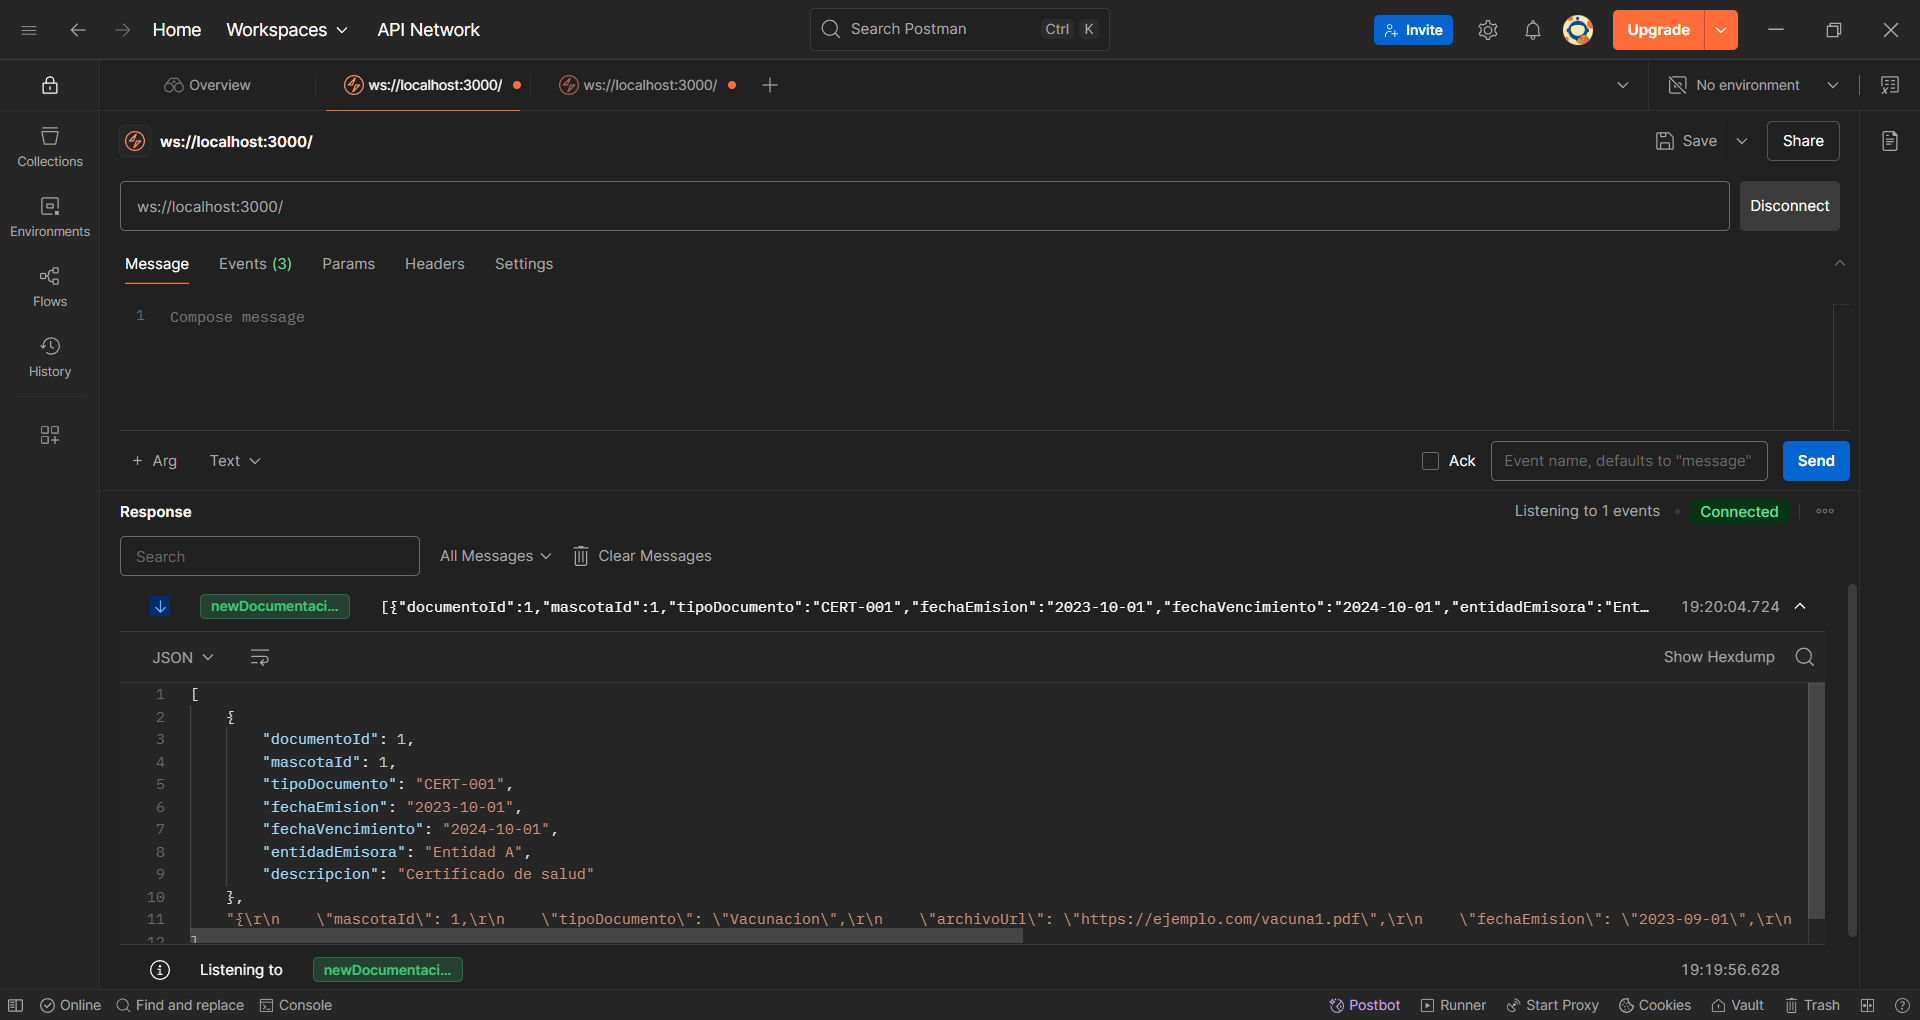 Home Workspaces API Network Search Postman Ctrl K Invite Upgrade
Overview ws://localhost:3000/ ws://localhost:3000/ No environment
ws://localhost:3000/ Save Share
Collections
ws://localhost:3000/ Disconnect
Environments
Message Events (3) Params Headers Settings
Flows
1 Compose message
History
+ Arg Text Ack Event name, defaults to "message" Send
Response Listening to 1 events Connected
Search All Messages Clear Messages
newDocumentaci... [{"documentoId":1,"mascotaId":1,"tipoDocumento":"CERT-001","fechaEmision":"2023-10-01","fechaVencimiento":"2024-10-01","entidadEmisora":"Ent... 19:20:04.724
JSON Show Hexdump
1 [
2 {
3 "documentoId": 1,
4 "mascotaId": 1,
5 "tipoDocumento": "CERT-001",
6 "fechaEmision": "2023-10-01",
7 "fechaVencimiento": "2024-10-01",
8 "entidadEmisora": "Entidad A",
9 "descripcion": "Certificado de salud"
10 },
11 "{\r\n    \"mascotaId\": 1,\r\n    \"tipoDocumento\": \"Vacunacion\",\r\n    \"archivoUrl\": \"https://ejemplo.com/vacuna1.pdf\",\r\n    \"fechaEmision\": \"2023-09-01\",\r\n
12 ]
Listening to newDocumentaci... 19:19:56.628
Online Find and replace Console Postbot Runner Start Proxy Cookies Vault Trash